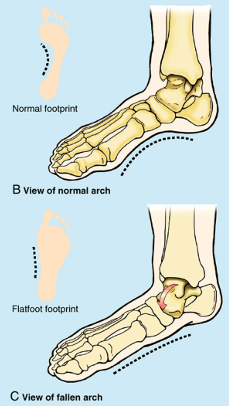 Normal footprint
B View of normal arch
Flatfoot footprint
C View of fallen arch